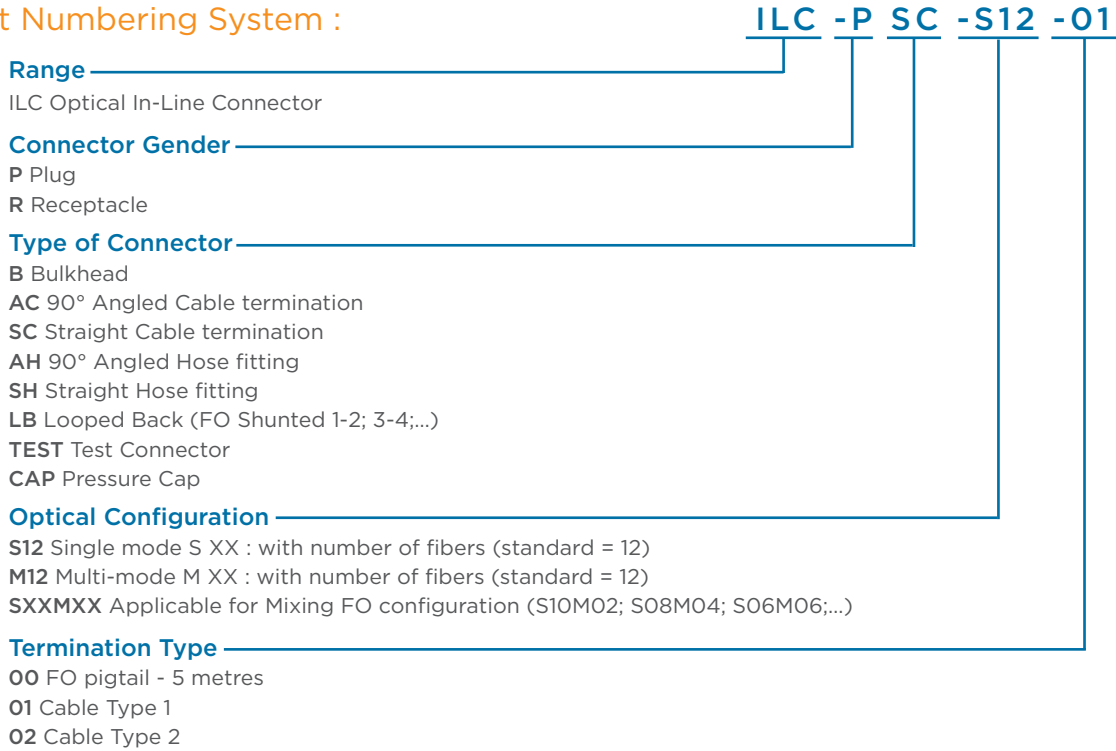 t Numbering System :
ILC -P SC -S12 -01
Range
ILC Optical In-Line Connector
Connector Gender
P Plug
R Receptacle
Type of Connector
B Bulkhead
AC 90° Angled Cable termination
SC Straight Cable termination
AH 90° Angled Hose fitting
SH Straight Hose fitting
LB Looped Back (FO Shunted 1-2; 3-4;...)
TEST Test Connector
CAP Pressure Cap
Optical Configuration
S12 Single mode S XX : with number of fibers (standard = 12)
M12 Multi-mode M XX : with number of fibers (standard = 12)
SXXMXX Applicable for Mixing FO configuration (S10M02; S08M04; S06M06;...)
Termination Type
00 FO pigtail - 5 metres
01 Cable Type 1
02 Cable Type 2